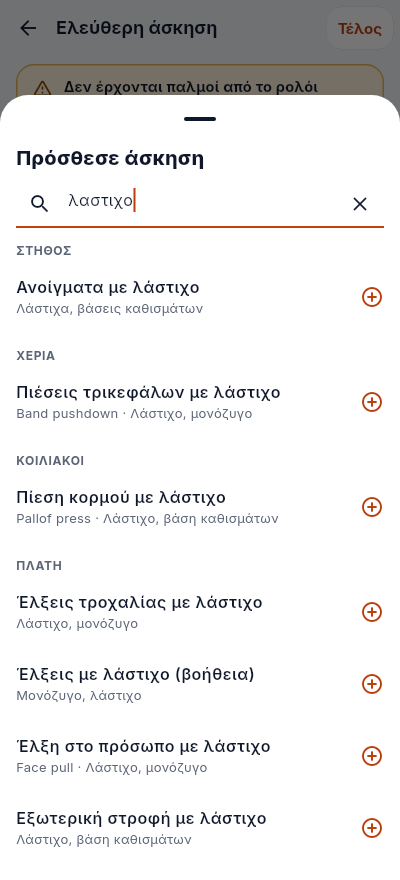 Ελεύθερη άσκηση
Τέλος
Δεν έρχονται παλμοί από το ρολόι
Πρόσθεσε άσκηση
λαστιχο
ΣΤΗΘΟΣ
Ανοίγματα με λάστιχο
Λάστιχα, βάσεις καθισμάτων
ΧΕΡΙΑ
Πιέσεις τρικεφάλων με λάστιχο
Band pushdown · Λάστιχο, μονόζυγο
ΚΟΙΛΙΑΚΟΙ
Πίεση κορμού με λάστιχο
Pallof press · Λάστιχο, βάση καθισμάτων
ΠΛΑΤΗ
Έλξεις τροχαλίας με λάστιχο
Λάστιχο, μονόζυγο
Έλξεις με λάστιχο (βοήθεια)
Μονόζυγο, λάστιχο
Έλξη στο πρόσωπο με λάστιχο
Face pull · Λάστιχο, μονόζυγο
Εξωτερική στροφή με λάστιχο
Λάστιχο, βάση καθισμάτων